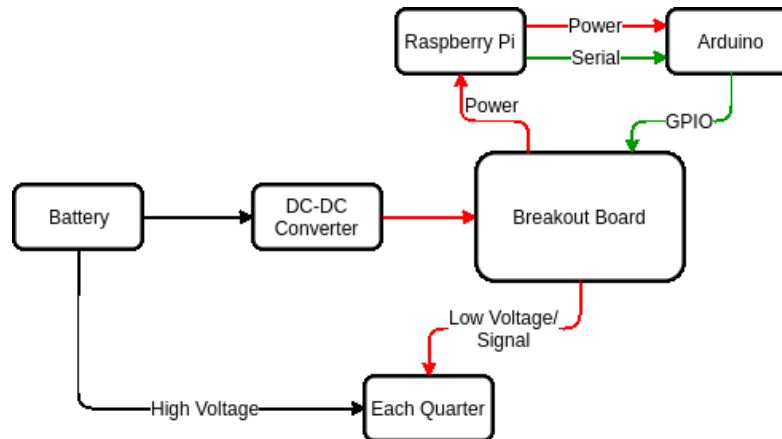 Raspberry Pi
Power
Serial
Arduino
Power
GPIO
Battery
DC-DC
Converter
Breakout Board
Low Voltage/
Signal
High Voltage
Each Quarter